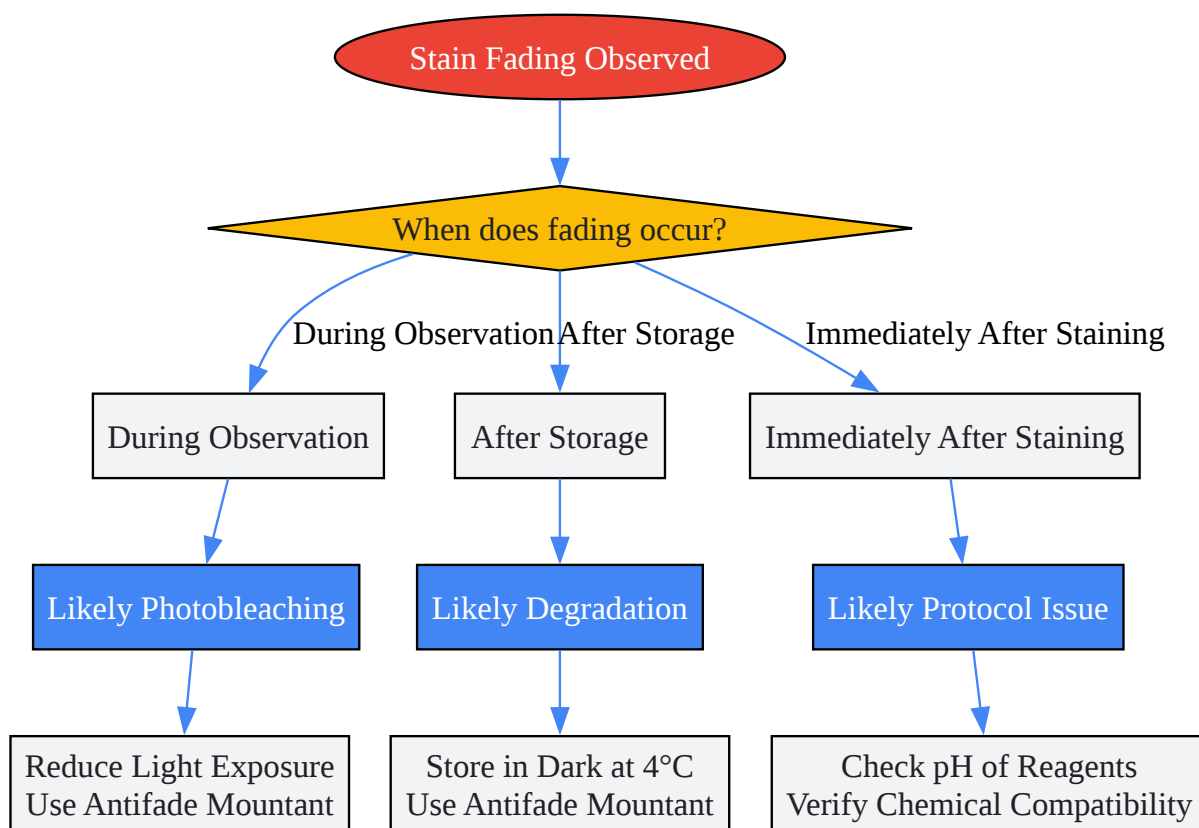 Stain Fading Observed
When does fading occur?
During Observation
After Storage
Immediately After Staining
During Observation
After Storage
Immediately After Staining
Likely Photobleaching
Likely Degradation
Likely Protocol Issue
Reduce Light Exposure
Use Antifade Mountant
Store in Dark at 4°C
Use Antifade Mountant
Check pH of Reagents
Verify Chemical Compatibility